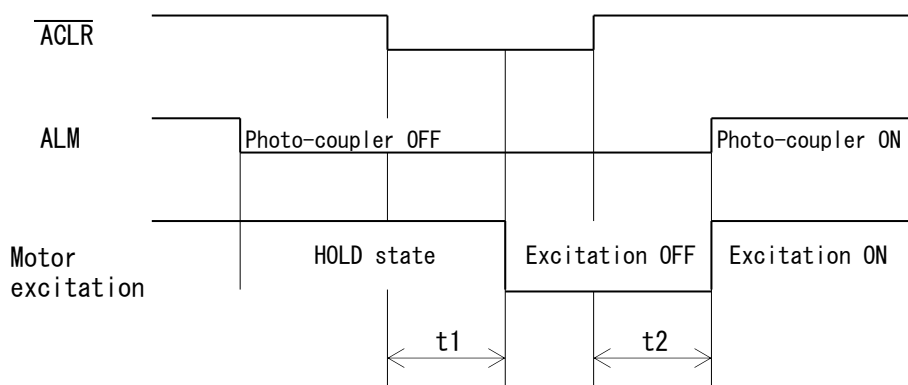 ACLR
ALM
Photo-coupler OFF
Photo-coupler ON
Motor
excitation
HOLD state
Excitation OFF
Excitation ON
t1
t2